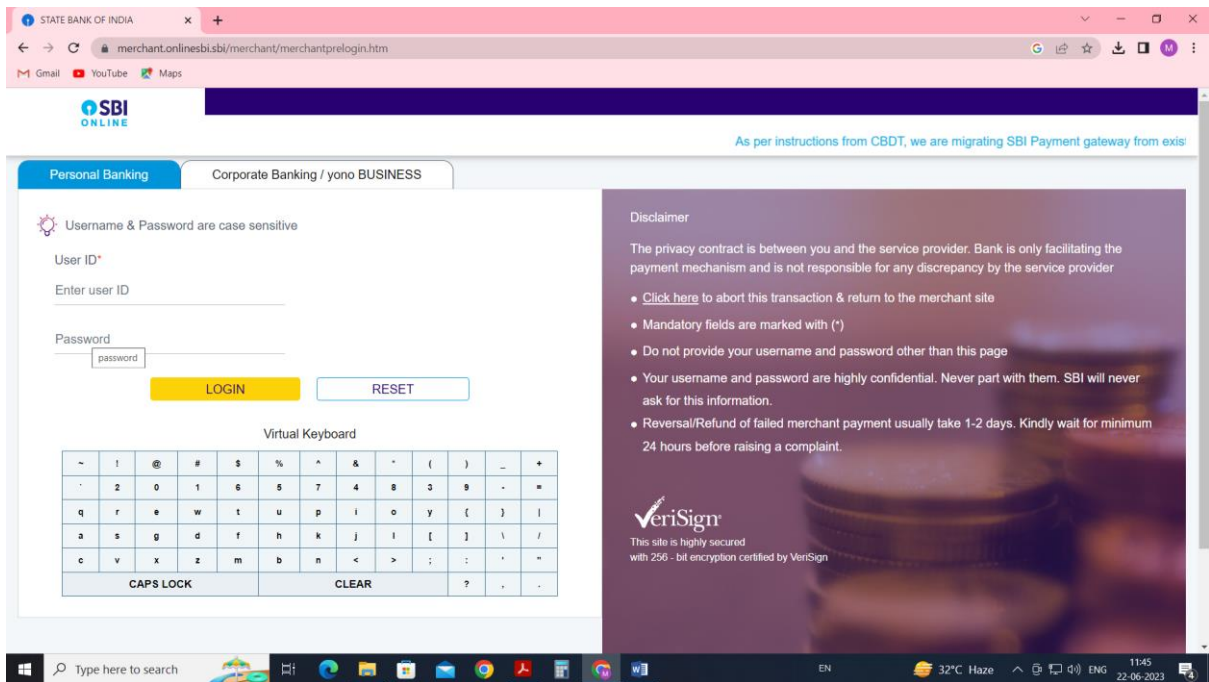 STATE BANK OF INDIA
merchant.onlinesbi.sbi/merchant/merchantprelogin.htm
Gmail YouTube Maps
SBI
ONLINE
As per instructions from CBDT, we are migrating SBI Payment gateway from exist
Personal Banking
Corporate Banking / yono BUSINESS
Username & Password are case sensitive
User ID*
Enter user ID
Password
password
LOGIN RESET
Virtual Keyboard
~ ! @ # $ % ^ & * ( ) _ +
` 2 0 1 6 5 7 4 8 3 9 - =
q r e w t u p i o y { } |
a s g d f h k j l [ ] \ /
c v x z m b n < > ; : ' "
CAPS LOCK CLEAR ? , .
Disclaimer
The privacy contract is between you and the service provider. Bank is only facilitating the
payment mechanism and is not responsible for any discrepancy by the service provider
• Click here to abort this transaction & return to the merchant site
• Mandatory fields are marked with (*)
• Do not provide your username and password other than this page
• Your username and password are highly confidential. Never part with them. SBI will never
ask for this information.
• Reversal/Refund of failed merchant payment usually take 1-2 days. Kindly wait for minimum
24 hours before raising a complaint.
VeriSign
This site is highly secured
with 256 - bit encryption certified by VeriSign
Type here to search
EN
32°C Haze
ENG
11:45
22-06-2023
4